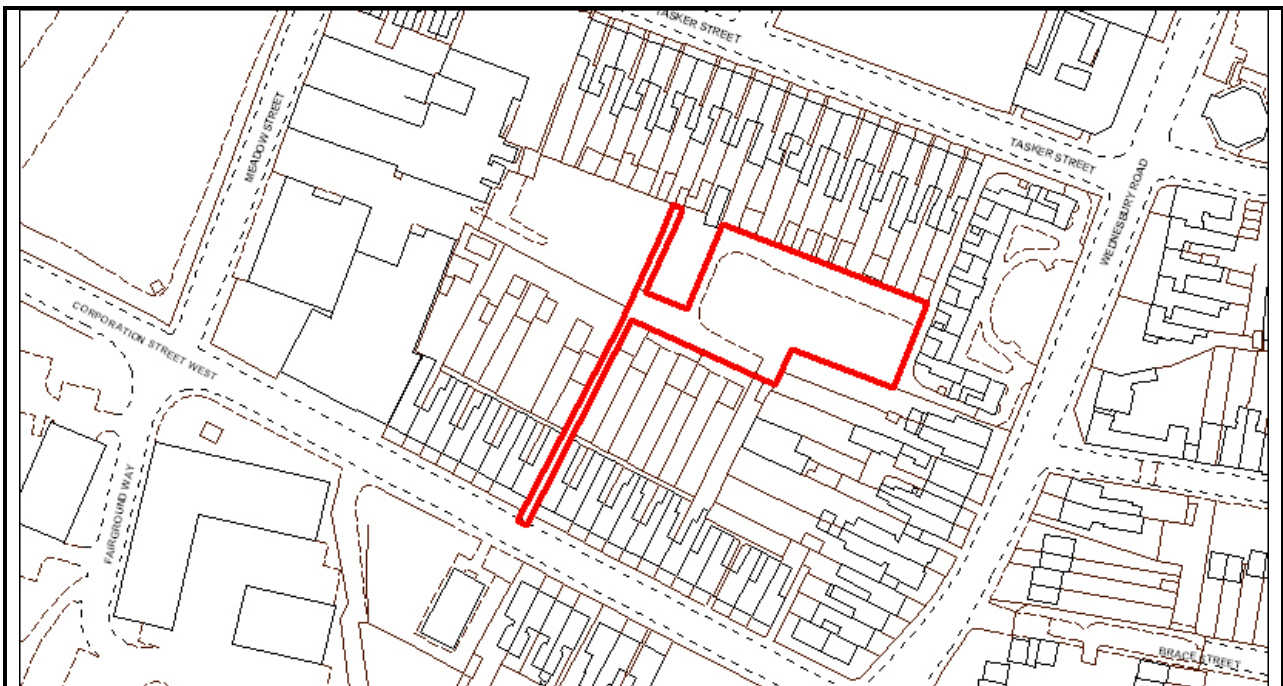 TASKER STREET
MEADOW STREET
TASKER STREET
WEDNESBURY ROAD
CORPORATION STREET WEST
FAIRGROUND WAY
BRACE STREET